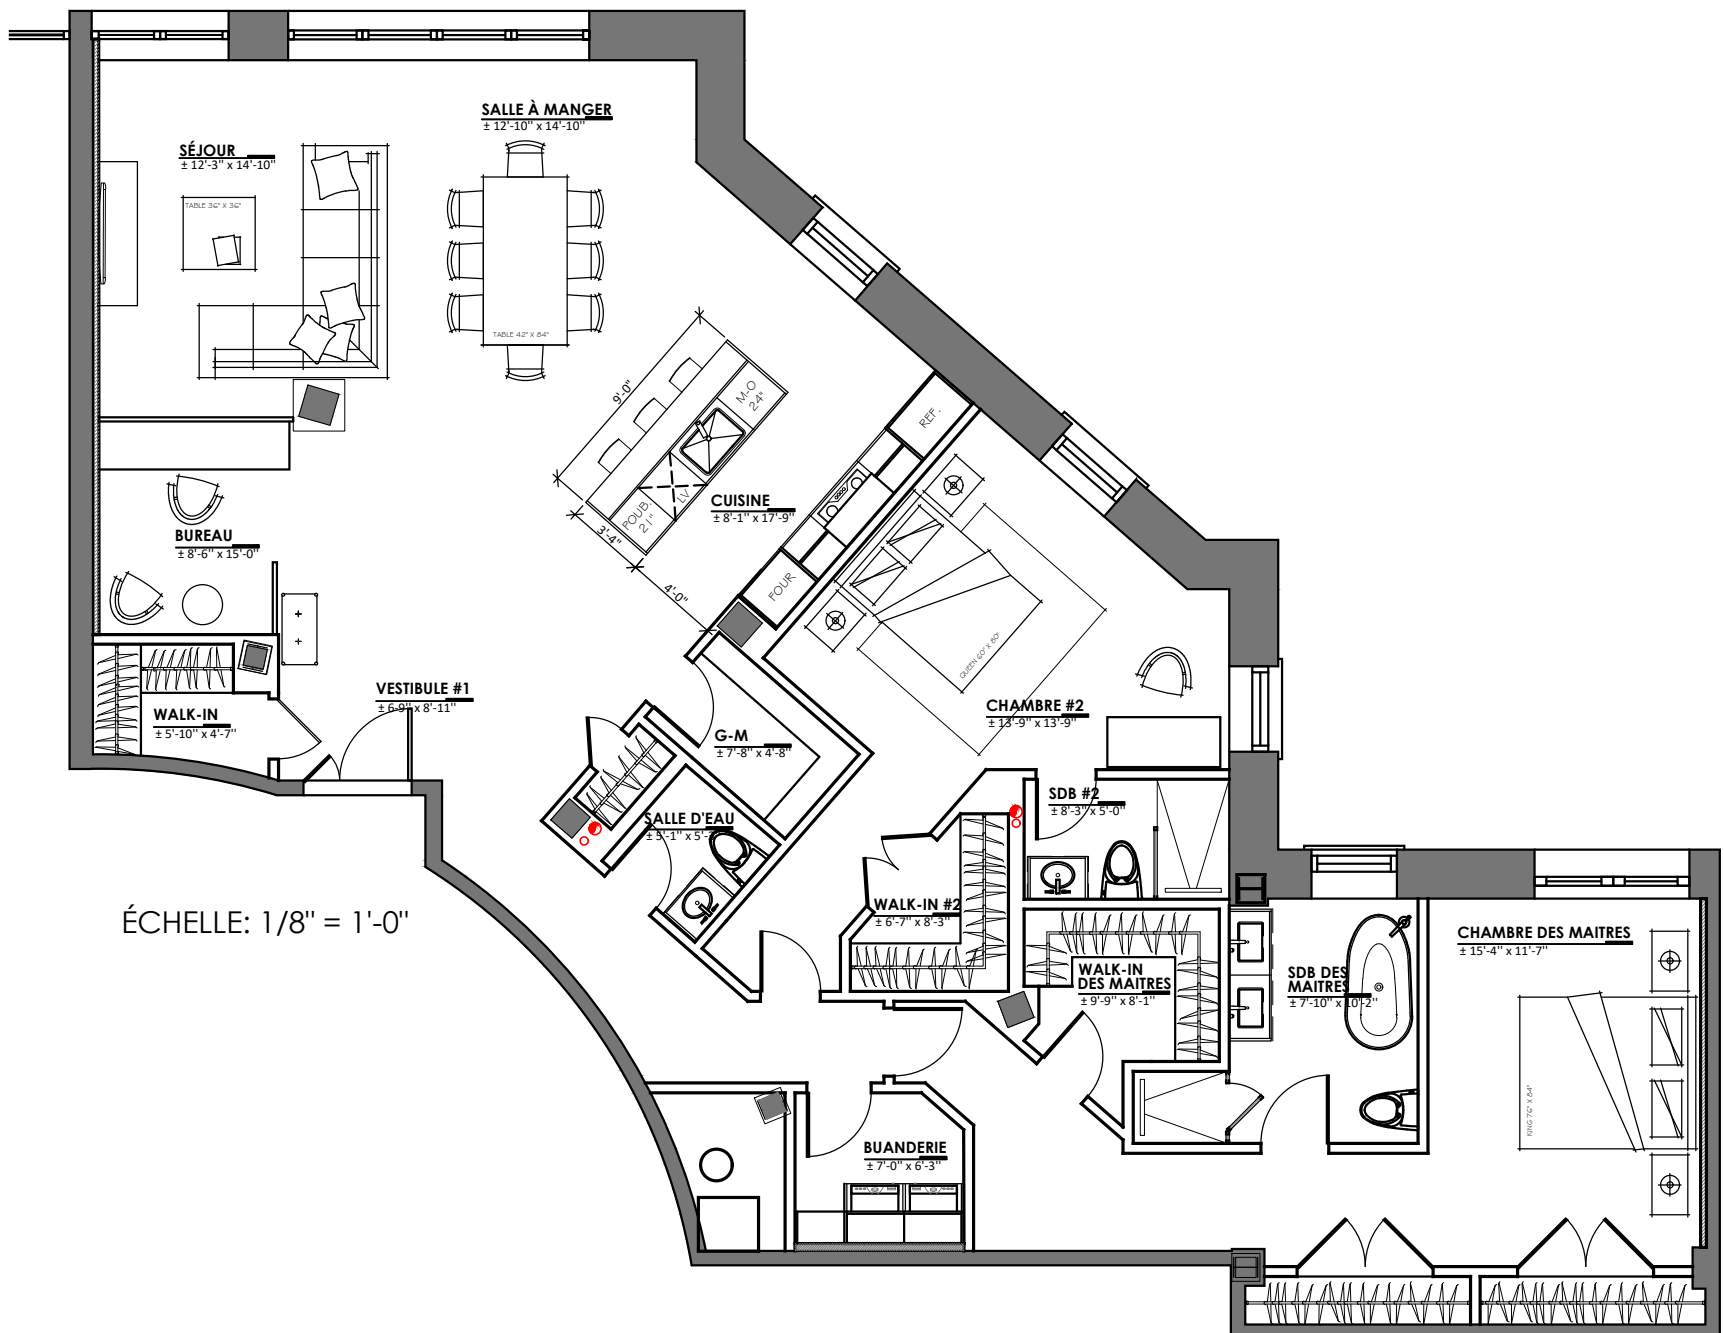 SALLE À MANGER
± 12'-10" x 14'-10"
SÉJOUR
± 12'-3" x 14'-10"
TABLE 36" X 36"
TABLE 42" X 84"
9'-0"
M-O
24"
REF.
LV
POUB.
21"
CUISINE
± 8'-1" x 17'-9"
3'-4"
4'-0"
FOUR
BUREAU
± 8'-6" x 15'-0"
QUEEN 60" X 80"
VESTIBULE #1
± 6-9" x 8'-11"
WALK-IN
± 5'-10" x 4'-7"
G-M
± 7'-8" x 4'-8"
CHAMBRE #2
± 13'-9" x 13'-9"
SDB #2
± 8'-3" x 5'-0"
SALLE D'EAU
± 5'-1" x 5'-
WALK-IN #2
± 6'-7" x 8'-3"
ÉCHELLE: 1/8" = 1'-0"
CHAMBRE DES MAITRES
± 15'-4" x 11'-7"
WALK-IN
DES MAITRES
± 9'-9" x 8'-1"
SDB DES
MAITRES
± 7'-10" x 10'-2"
KING 76" X 84"
BUANDERIE
± 7'-0" x 6'-3"